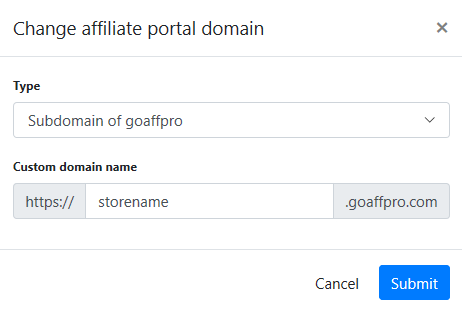 Change affiliate portal domain ×
Type
Subdomain of goaffpro
Custom domain name
https:// storename .goaffpro.com
Cancel Submit